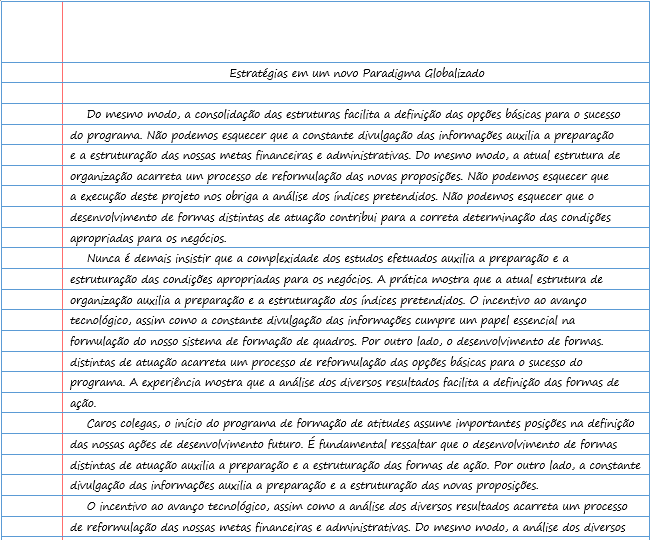 Estratégias em um novo Paradigma Globalizado
Do mesmo modo, a consolidação das estruturas facilita a definição das opções básicas para o sucesso
do programa. Não podemos esquecer que a constante divulgação das informações auxilia a preparação
e a estruturação das nossas metas financeiras e administrativas. Do mesmo modo, a atual estrutura de
organização acarreta um processo de reformulação das novas proposições. Não podemos esquecer que
a execução deste projeto nos obriga a análise dos índices pretendidos. Não podemos esquecer que o
desenvolvimento de formas distintas de atuação contribui para a correta determinação das condições
apropriadas para os negócios.
Nunca é demais insistir que a complexidade dos estudos efetuados auxilia a preparação e a
estruturação das condições apropriadas para os negócios. A prática mostra que a atual estrutura de
organização auxilia a preparação e a estruturação dos índices pretendidos. O incentivo ao avanço
tecnológico, assim como a constante divulgação das informações cumpre um papel essencial na
formulação do nosso sistema de formação de quadros. Por outro lado, o desenvolvimento de formas.
distintas de atuação acarreta um processo de reformulação das opções básicas para o sucesso do
programa. A experiência mostra que a análise dos diversos resultados facilita a definição das formas de
ação.
Caros colegas, o início do programa de formação de atitudes assume importantes posições na definição
das nossas ações de desenvolvimento futuro. É fundamental ressaltar que o desenvolvimento de formas
distintas de atuação auxilia a preparação e a estruturação das formas de ação. Por outro lado, a constante
divulgação das informações auxilia a preparação e a estruturação das novas proposições.
O incentivo ao avanço tecnológico, assim como a análise dos diversos resultados acarreta um processo
de reformulação das nossas metas financeiras e administrativas. Do mesmo modo, a análise dos diversos